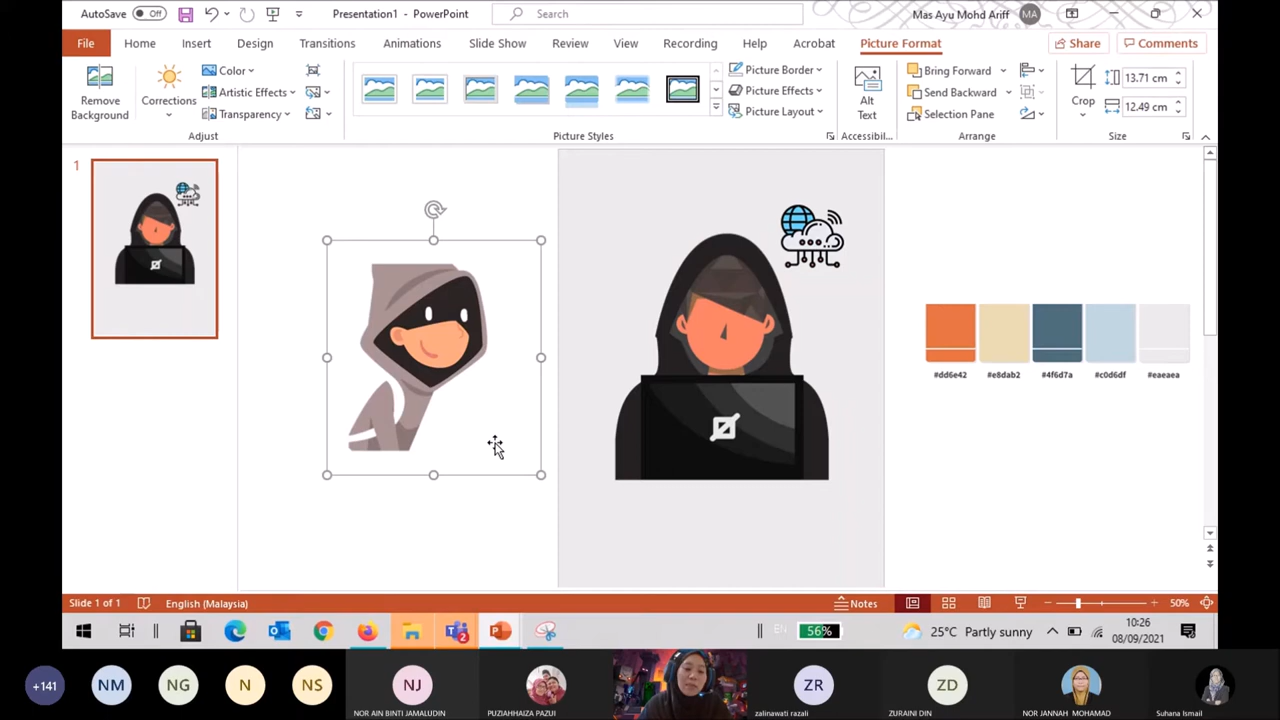 AutoSave Off
Presentation1 - PowerPoint
Search
Mas Ayu Mohd Ariff MA
File Home Insert Design Transitions Animations Slide Show Review View Recording Help Acrobat Picture Format Share Comments
Remove Background
Corrections
Color
Artistic Effects
Transparency
Adjust
Picture Styles
Picture Border
Picture Effects
Picture Layout
Alt Text
Accessibil...
Bring Forward
Send Backward
Selection Pane
Arrange
Crop
13.71 cm
12.49 cm
Size
1
#dd6e42 #e8dab2 #4f6d7a #c0d6df #eaeaea
Slide 1 of 1 English (Malaysia) Notes 50%
2
EN
56%
25°C Partly sunny
10:26
08/09/2021
+141 NM NG N NS NJ ZR ZD
NOR AIN BINTI JAMALUDIN PUZIAHHAIZA PAZUI zalinawati razali ZURAINI DIN NOR JANNAH MOHAMAD Suhana Ismail